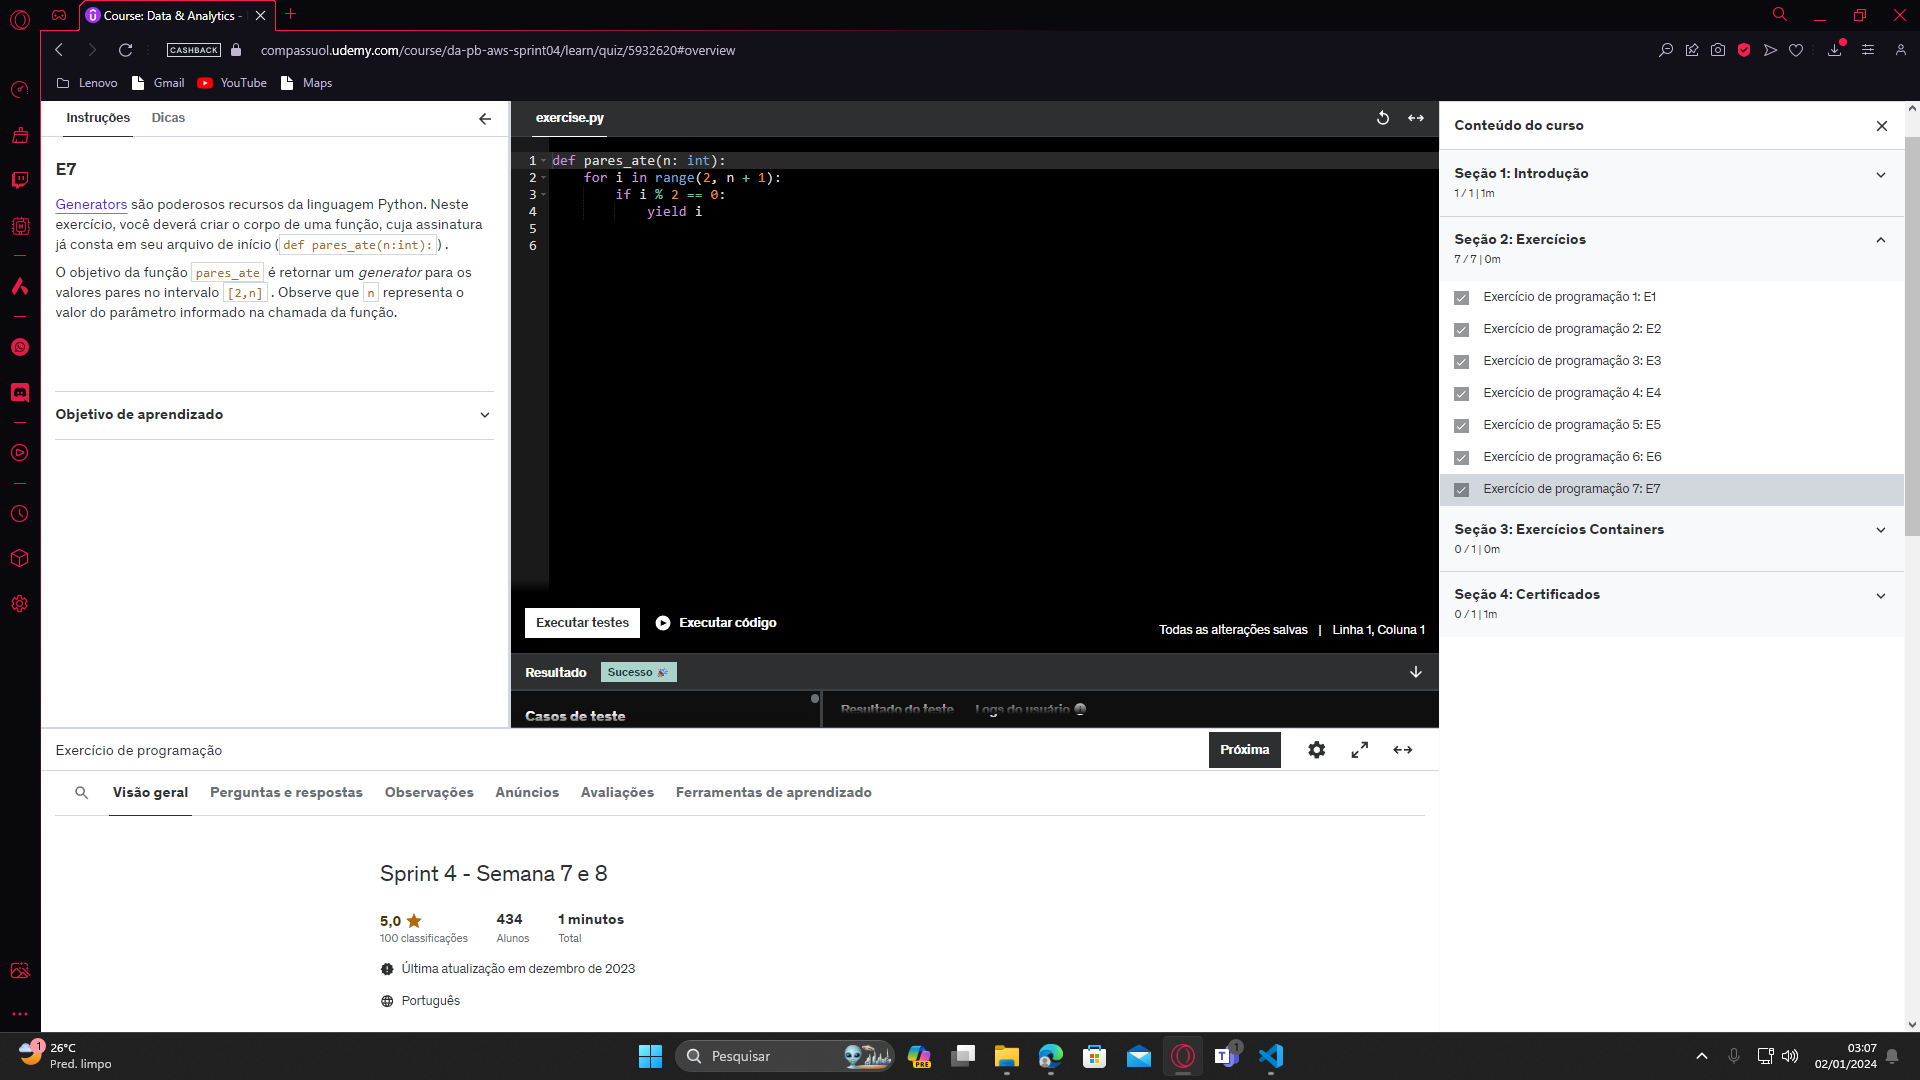 Course: Data & Analytics -
CASHBACK
compassuol.udemy.com/course/da-pb-aws-sprint04/learn/quiz/5932620#overview
Lenovo
Gmail
YouTube
Maps
Instruções
Dicas
E7
Generators são poderosos recursos da linguagem Python. Neste
exercício, você deverá criar o corpo de uma função, cuja assinatura
já consta em seu arquivo de início ( def pares_ate(n:int): ) .
O objetivo da função pares_ate é retornar um generator para os
valores pares no intervalo [2,n] . Observe que n representa o
valor do parâmetro informado na chamada da função.
Objetivo de aprendizado
exercise.py
1 def pares_ate(n: int):
2 for i in range(2, n + 1):
3 if i % 2 == 0:
4 yield i
5
6
Executar testes
Executar código
Todas as alterações salvas | Linha 1, Coluna 1
Resultado
Sucesso
Casos de teste
Resultado do teste
Logs do usuário
Conteúdo do curso
Seção 1: Introdução
1 / 1 | 1m
Seção 2: Exercícios
7 / 7 | 0m
Exercício de programação 1: E1
Exercício de programação 2: E2
Exercício de programação 3: E3
Exercício de programação 4: E4
Exercício de programação 5: E5
Exercício de programação 6: E6
Exercício de programação 7: E7
Seção 3: Exercícios Containers
0 / 1 | 0m
Seção 4: Certificados
0 / 1 | 1m
Exercício de programação
Próxima
Visão geral
Perguntas e respostas
Observações
Anúncios
Avaliações
Ferramentas de aprendizado
Sprint 4 - Semana 7 e 8
5,0
100 classificações
434
Alunos
1 minutos
Total
Última atualização em dezembro de 2023
Português
1
26°C
Pred. limpo
Pesquisar
PRE
T
1
03:07
02/01/2024